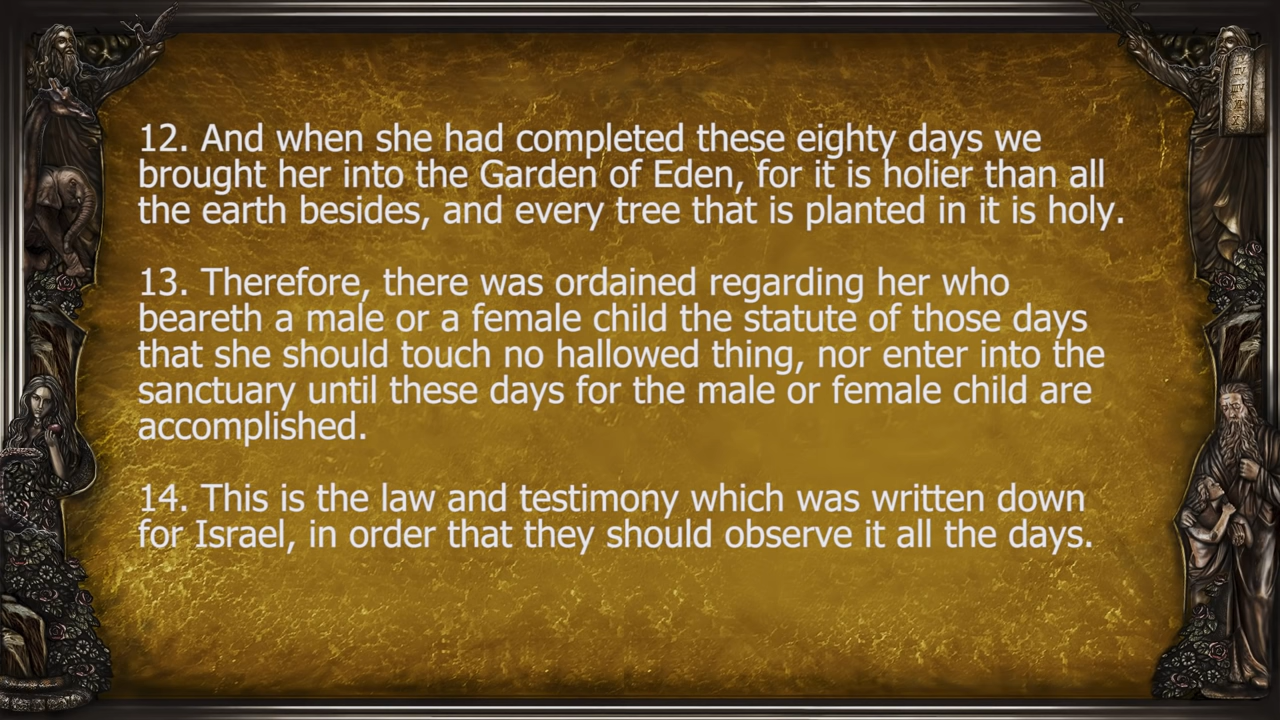 12. And when she had completed these eighty days we
brought her into the Garden of Eden, for it is holier than all
the earth besides, and every tree that is planted in it is holy.
13. Therefore, there was ordained regarding her who
beareth a male or a female child the statute of those days
that she should touch no hallowed thing, nor enter into the
sanctuary until these days for the male or female child are
accomplished.
14. This is the law and testimony which was written down
for Israel, in order that they should observe it all the days.